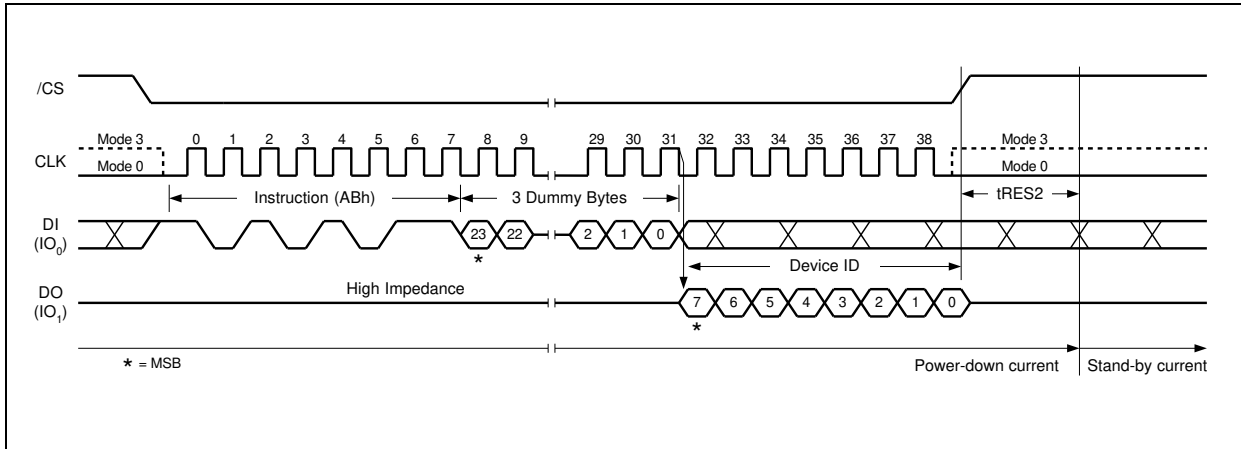 /CS
Mode 3 0 1 2 3 4 5 6 7 8 9 29 30 31 32 33 34 35 36 37 38 Mode 3
CLK Mode 0 Mode 0
Instruction (ABh) 3 Dummy Bytes tRES2
DI
(IO0) 23 22 2 1 0
*
Device ID
High Impedance
DO
(IO1) 7 6 5 4 3 2 1 0
*
* = MSB
Power-down current Stand-by current